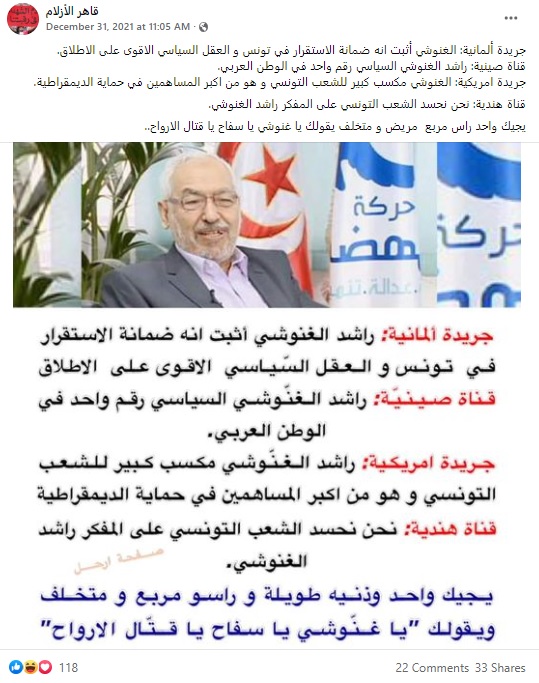 قاهر الأزلام
December 31, 2021 at 11:05 AM ·
جريدة ألمانية: الغنوشي أثبت انه ضمانة الاستقرار في تونس و العقل السياسي الاقوى على الاطلاق.
قناة صينية: راشد الغنوشي السياسي رقم واحد في الوطن العربي.
جريدة امريكية: الغنوشي مكسب كبير للشعب التونسي و هو من اكبر المساهمين في حماية الديمقراطية.
قناة هندية: نحن نحسد الشعب التونسي على المفكر راشد الغنوشي.
يجيك واحد راس مربع مريض و متخلف يقولك يا غنوشي يا سفاح يا قتال الارواح..
حركة
حركة
جريدة ألمانية: راشد الغنوشي أثبت انه ضمانة الاستقرار
في تونس و العقل السّياسي الاقوى على الاطلاق
قناة صينيّة: راشد الغنّوشي السياسي رقم واحد في
الوطن العربي.
جريدة امريكية: راشد الغنّوشي مكسب كبير للشعب
التونسي و هو من اكبر المساهمين في حماية الديمقراطية
قناة هندية: نحن نحسد الشعب التونسي على المفكر راشد
الغنوشي.
صفحة ارحل
يجيك واحد وذنيه طويلة و راسو مربع و متخلف
ويقولك "يا غنّوشي يا سفاح يا قتّال الارواح"
118
22 Comments 33 Shares